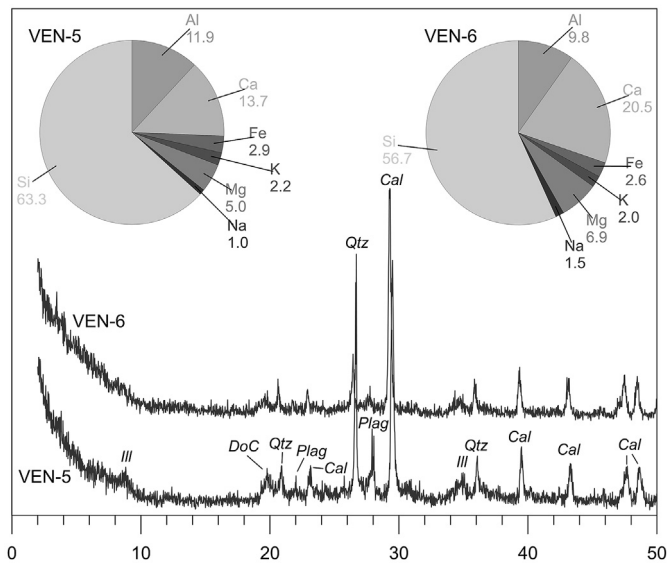 VEN-5
Al
11.9
Ca
13.7
Fe
2.9
K
2.2
Mg
5.0
Na
1.0
Si
63.3
VEN-6
Al
9.8
Ca
20.5
Fe
2.6
K
2.0
Mg
6.9
Na
1.5
Si
56.7
Cal
Qtz
VEN-6
Plag
VEN-5
Ill
DoC
Qtz
Plag
Cal
Ill
Qtz
Cal
Cal
Cal
0 10 20 30 40 50